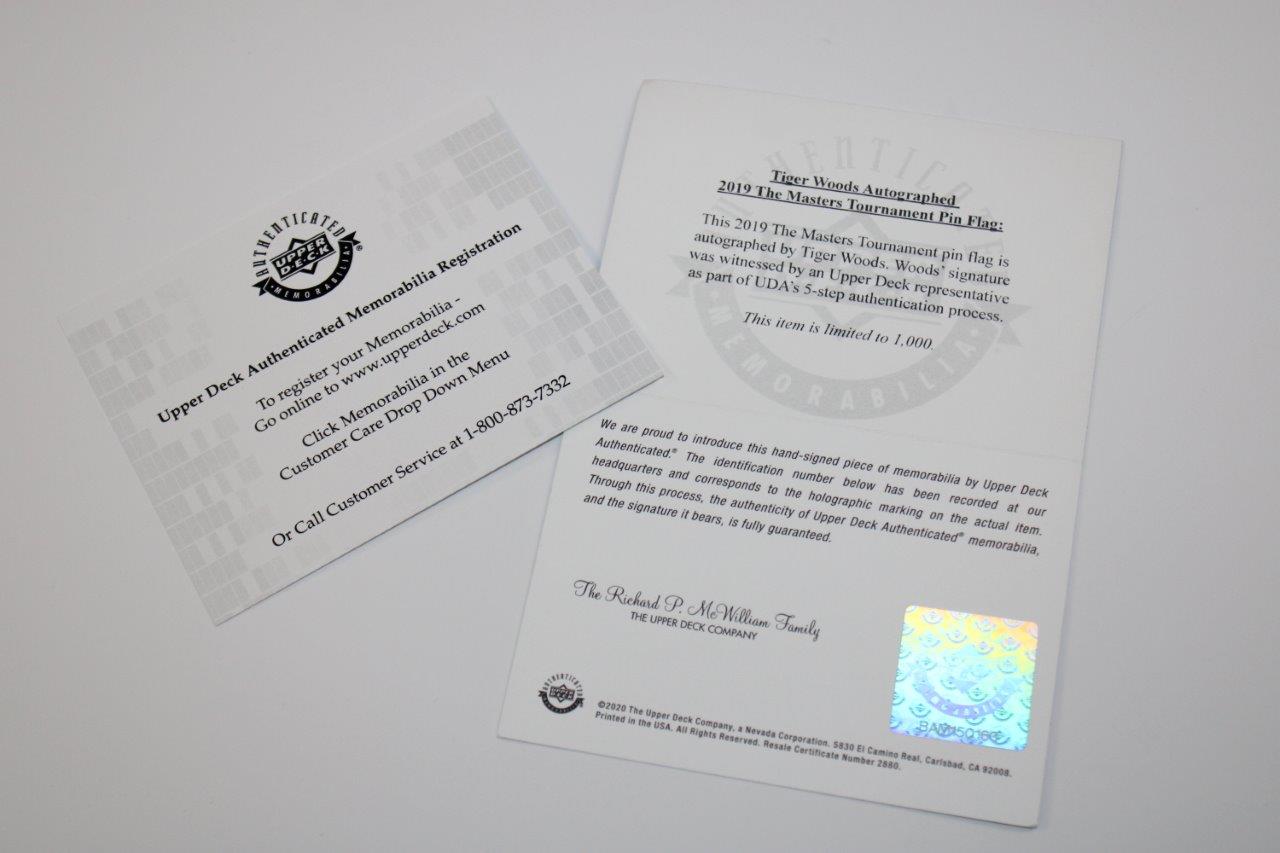 AUTHENTICATED
UPPER
D·E·C·K
MEMORABILIA
Upper Deck Authenticated Memorabilia Registration
To register your Memorabilia -
Go online to www.upperdeck.com
Click Memorabilia in the
Customer Care Drop Down Menu
Or Call Customer Service at 1-800-873-7332
AUTHENTICATED
Tiger Woods Autographed
2019 The Masters Tournament Pin Flag:
This 2019 The Masters Tournament pin flag is
autographed by Tiger Woods. Woods' signature
was witnessed by an Upper Deck representative
as part of UDA's 5-step authentication process.
This item is limited to 1,000.
MEMORABILIA
We are proud to introduce this hand-signed piece of memorabilia by Upper Deck
Authenticated.® The identification number below has been recorded at our
headquarters and corresponds to the holographic marking on the actual item.
Through this process, the authenticity of Upper Deck Authenticated® memorabilia,
and the signature it bears, is fully guaranteed.
The Richard P. McWilliam Family
THE UPPER DECK COMPANY
AUTHENTICATED
UPPER
DECK
MEMORABILIA
©2020 The Upper Deck Company, a Nevada Corporation. 5830 El Camino Real, Carlsbad, CA 92008.
Printed in the USA. All Rights Reserved. Resale Certificate Number 2880.